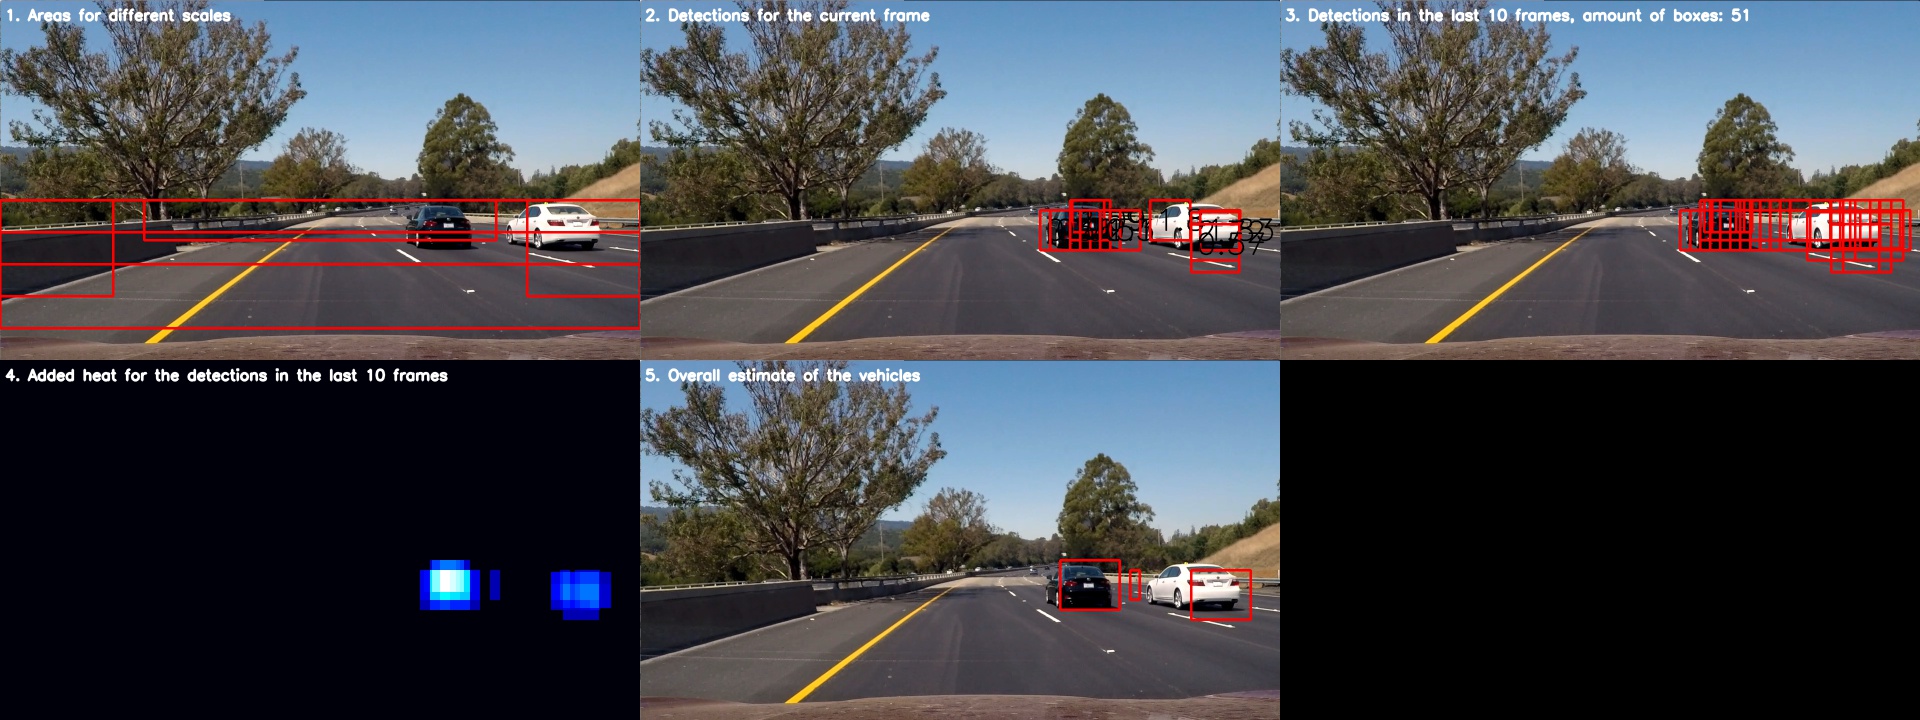 1. Areas for different scales
2. Detections for the current frame
3. Detections in the last 10 frames, amount of boxes: 51
4. Added heat for the detections in the last 10 frames
5. Overall estimate of the vehicles